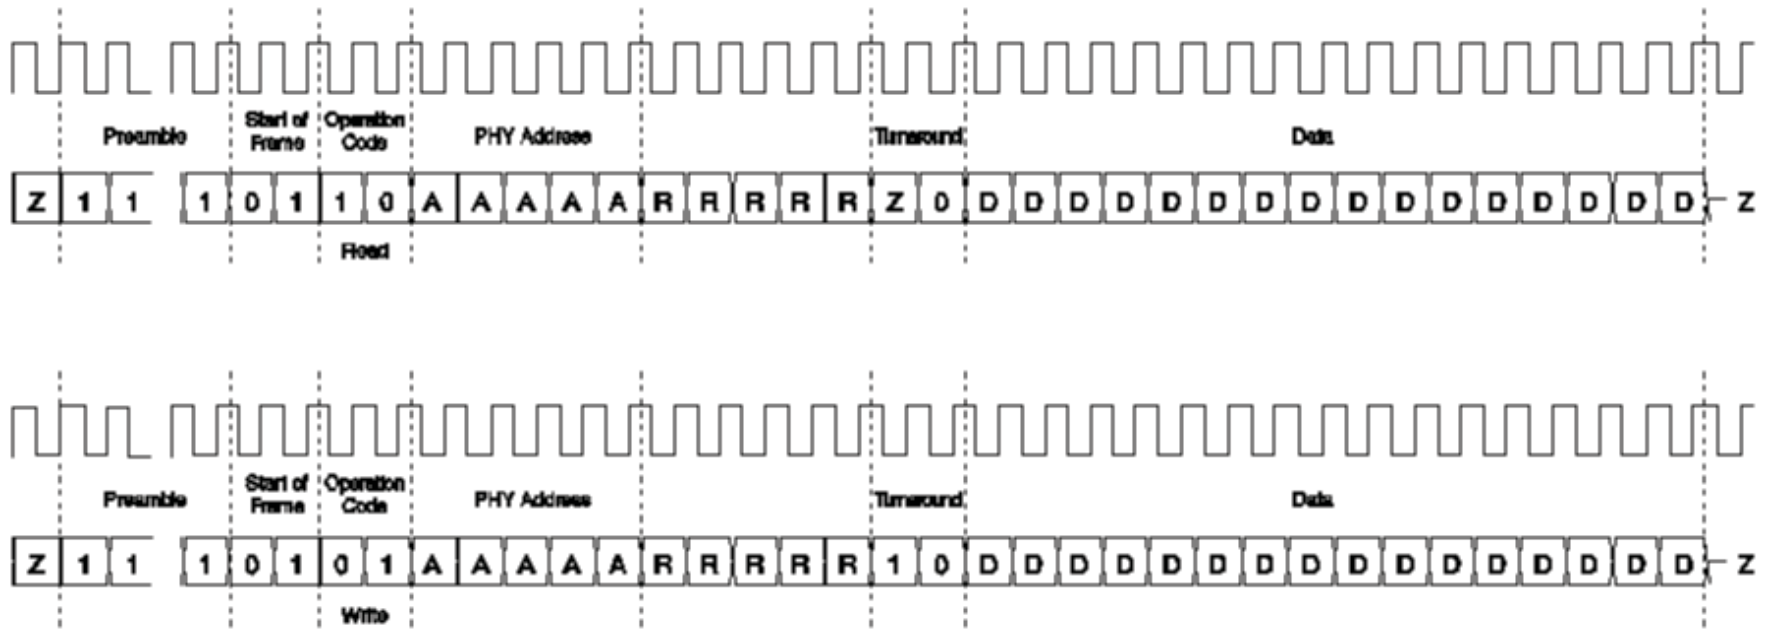 Preamble Start of Frame Operation Code PHY Address Turnaround Data
Z 1 1 1 0 1 1 0 A A A A A R R R R R Z 0 D D D D D D D D D D D D D D D D Z
Read
Preamble Start of Frame Operation Code PHY Address Turnaround Data
Z 1 1 1 0 1 0 1 A A A A A R R R R R 1 0 D D D D D D D D D D D D D D D D Z
Write